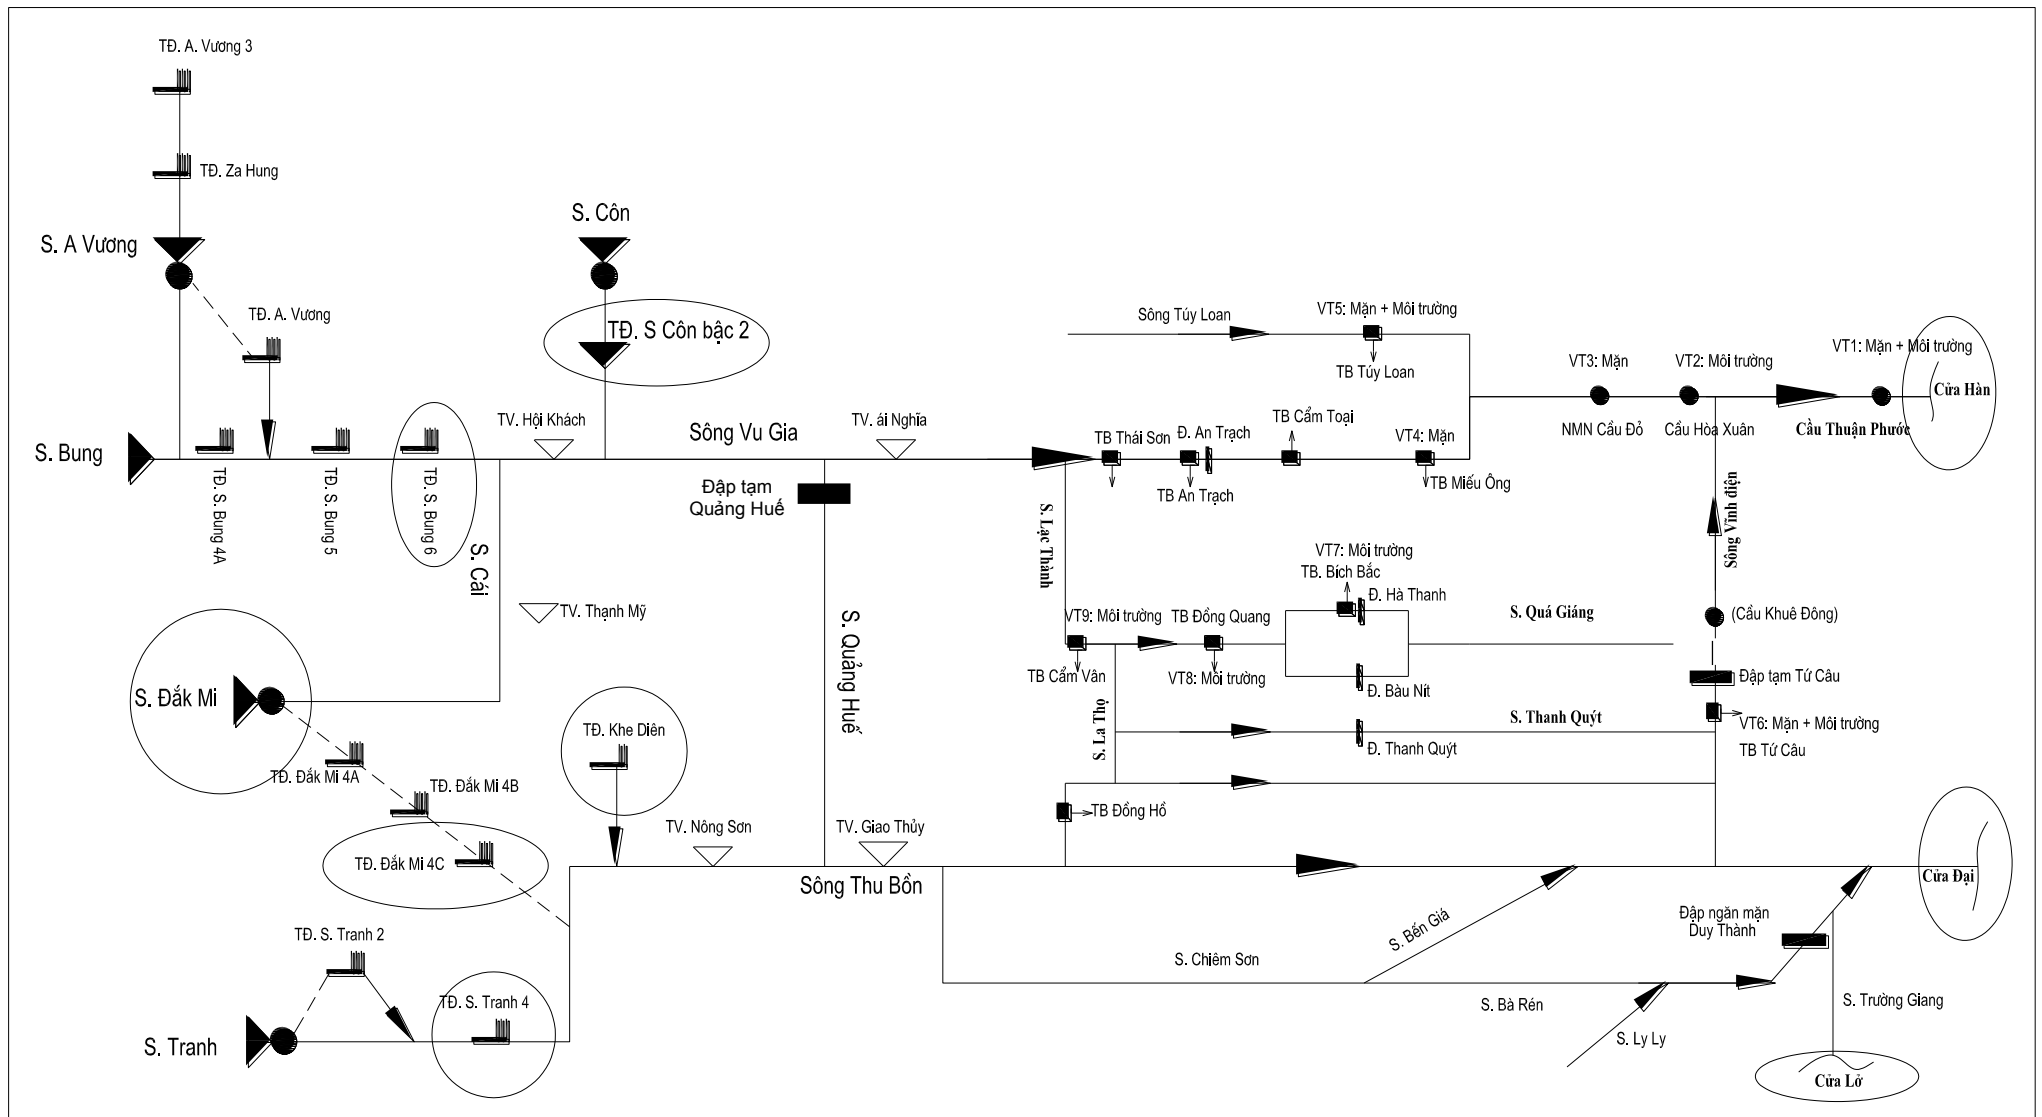 TĐ. A. Vương 3
TĐ. Za Hung
S. Côn
S. A Vương
TĐ. A. Vương
TĐ. S Côn bậc 2
Sông Túy Loan
VT5: Mặn + Môi trường
TB Túy Loan
VT3: Mặn
VT2: Môi trường
VT1: Mặn + Môi trường
Cửa Hàn
NMN Cầu Đỏ
Cầu Hòa Xuân
Cầu Thuận Phước
S. Bung
TĐ. S. Bung 4A
TĐ. S. Bung 5
TĐ. S. Bung 6
TV. Hội Khách
Sông Vu Gia
TV. ái Nghĩa
TB Thái Sơn
Đ. An Trạch
TB Cẩm Toại
VT4: Mặn
TB An Trạch
TB Miếu Ông
Đập tạm
Quảng Huế
S. Cái
S. Lạc Thành
Sông Vĩnh điện
TV. Thạnh Mỹ
S. Quảng Huế
VT7: Môi trường
TB. Bích Bắc
Đ. Hà Thanh
VT9: Môi trường
TB Đồng Quang
S. Quá Giáng
(Cầu Khuê Đông)
TB Cẩm Vân
VT8: Môi trường
Đ. Bàu Nít
Đập tạm Tứ Câu
S. Đắk Mi
S. La Thọ
S. Thanh Quýt
Đ. Thanh Quýt
VT6: Mặn + Môi trường
TB Tứ Câu
TĐ. Khe Diên
TĐ. Đắk Mi 4A
TĐ. Đắk Mi 4B
TB Đồng Hồ
TĐ. Đắk Mi 4C
TV. Nông Sơn
TV. Giao Thủy
Sông Thu Bồn
Cửa Đại
TĐ. S. Tranh 2
S. Bến Giá
Đập ngăn mặn
Duy Thành
S. Chiêm Sơn
TĐ. S. Tranh 4
S. Bà Rén
S. Trường Giang
S. Tranh
S. Ly Ly
Cửa Lở